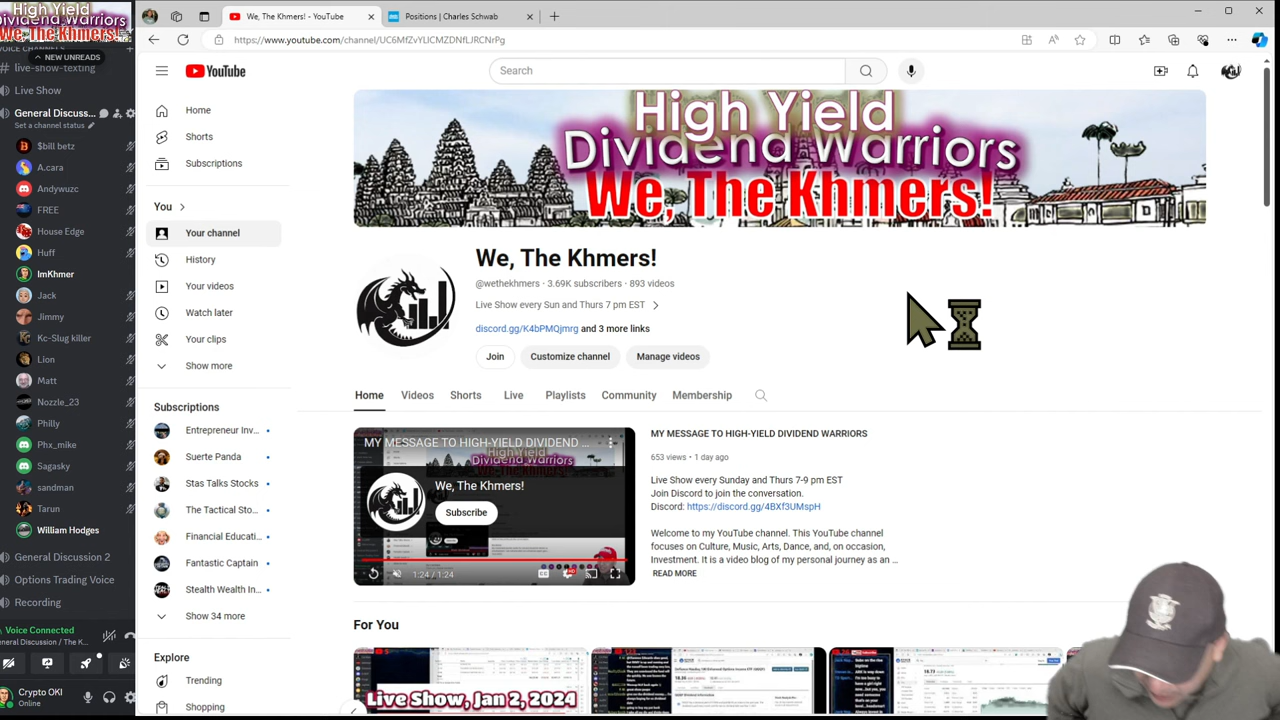 High Yield
Dividend Warriors
We, The Khmers!
VOICE CHANNELS
NEW UNREADS
live-show-texting
Live Show
General Discuss...
Set a channel status
$bill betz
A.cara
Andywuzc
FREE
House Edge
Huff
ImKhmer
Jack
Jimmy
Kc-Slug killer
Lion
Matt
Nozzle_23
Philly
Phx_mike
Sagasky
sandman
Tarun
William Hodges
General Discussion 2
Options Trading Voice
Recording
Voice Connected
General Discussion / The K...
Crypto OKI
Online
We, The Khmers! - YouTube
Positions | Charles Schwab
https://www.youtube.com/channel/UC6MfZvYLICMZDNfLJRCNrPg
YouTube
Search
Home
Shorts
Subscriptions
You
Your channel
History
Your videos
Watch later
Your clips
Show more
Subscriptions
Entrepreneur Inv...
Suerte Panda
Stas Talks Stocks
The Tactical Sto...
Financial Educati...
Fantastic Captain
Stealth Wealth In...
Show 34 more
Explore
Trending
Shopping
High Yield
Dividend Warriors
We, The Khmers!
We, The Khmers!
@wethekhmers · 3.69K subscribers · 893 videos
Live Show every Sun and Thurs 7 pm EST
discord.gg/K4bPMQjmrg and 3 more links
Join
Customize channel
Manage videos
Home
Videos
Shorts
Live
Playlists
Community
Membership
MY MESSAGE TO HIGH-YIELD DIVIDEND ...
High Yield
Dividend Warriors
We, The Khmers!
Subscribe
1:24 / 1:24
MY MESSAGE TO HIGH-YIELD DIVIDEND WARRIORS
653 views · 1 day ago
Live Show every Sunday and Thurs 7-9 pm EST
Join Discord to join the conversation.
Discord: https://discord.gg/4BXf3UMspH
Welcome to my YouTube channel. This YouTube channel
focuses on Culture, Music, Arts, Dance, and, on occasion,
Investment. It is a video blog of my personal journey as an ...
READ MORE
For You
Live Show, Jan 2, 2024